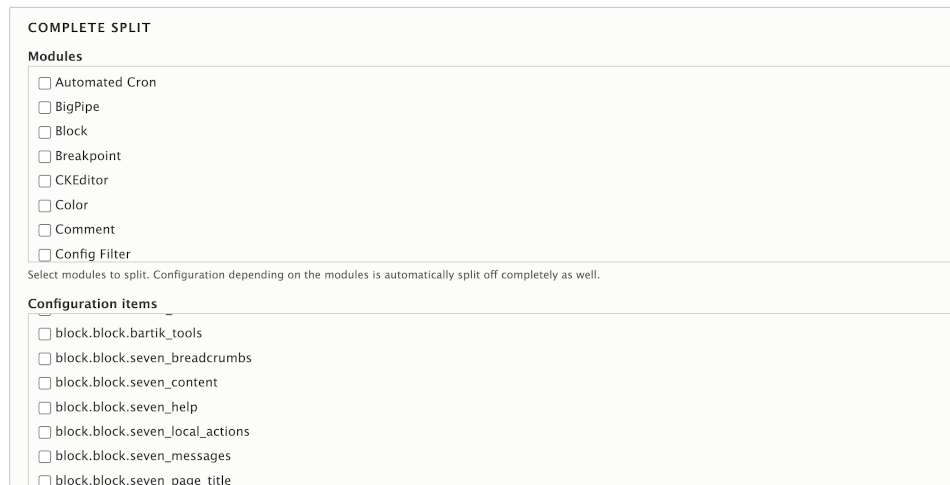 COMPLETE SPLIT
Modules
Automated Cron
BigPipe
Block
Breakpoint
CKEditor
Color
Comment
Config Filter
Select modules to split. Configuration depending on the modules is automatically split off completely as well.
Configuration items
block.block.bartik_tools
block.block.seven_breadcrumbs
block.block.seven_content
block.block.seven_help
block.block.seven_local_actions
block.block.seven_messages
block.block.seven_page_title